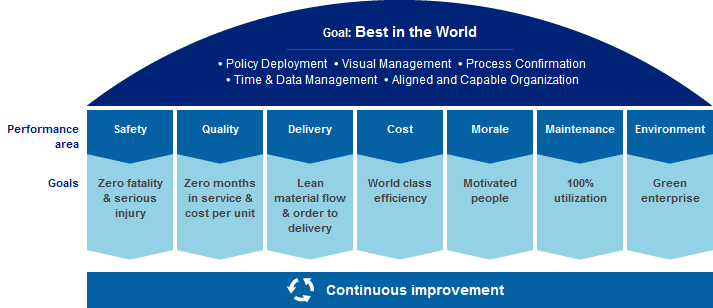 Goal: Best in the World
• Policy Deployment • Visual Management • Process Confirmation
• Time & Data Management • Aligned and Capable Organization
Performance area
Safety
Quality
Delivery
Cost
Morale
Maintenance
Environment
Goals
Zero fatality
& serious
injury
Zero months
in service &
cost per unit
Lean
material flow
& order to
delivery
World class
efficiency
Motivated
people
100%
utilization
Green
enterprise
Continuous improvement